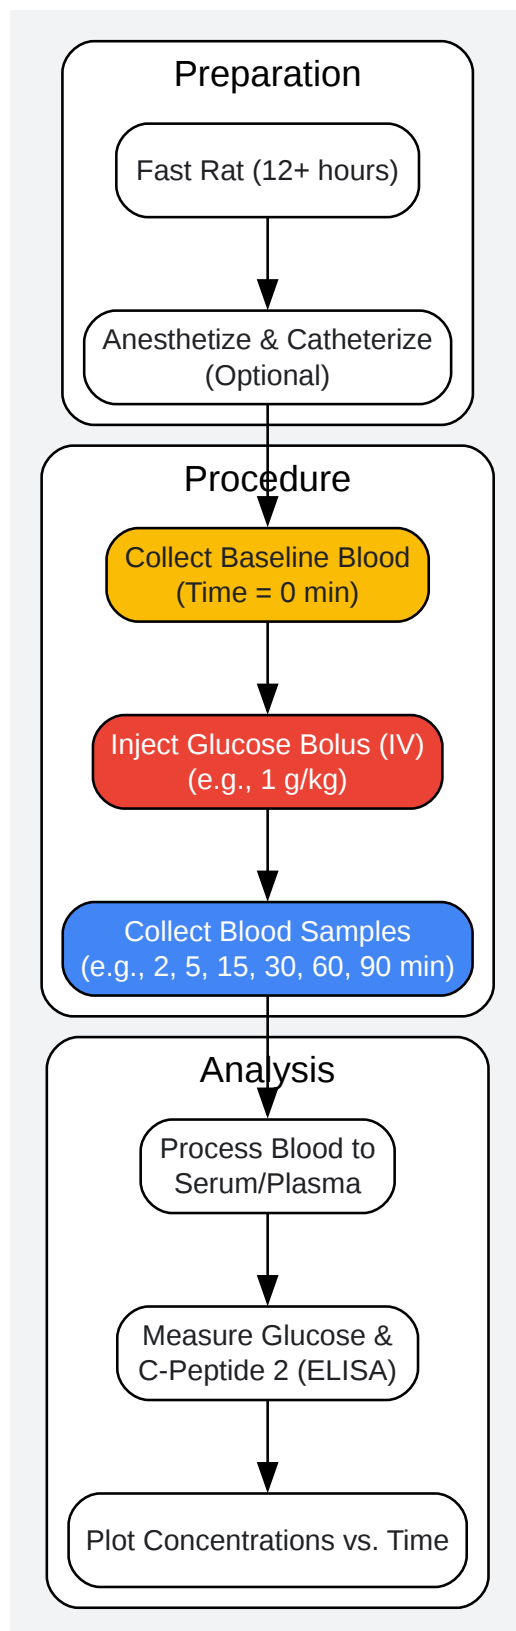 Preparation
Fast Rat (12+ hours)
Anesthetize & Catheterize
(Optional)
Procedure
Collect Baseline Blood
(Time = 0 min)
Inject Glucose Bolus (IV)
(e.g., 1 g/kg)
Collect Blood Samples
(e.g., 2, 5, 15, 30, 60, 90 min)
Analysis
Process Blood to
Serum/Plasma
Measure Glucose &
C-Peptide 2 (ELISA)
Plot Concentrations vs. Time